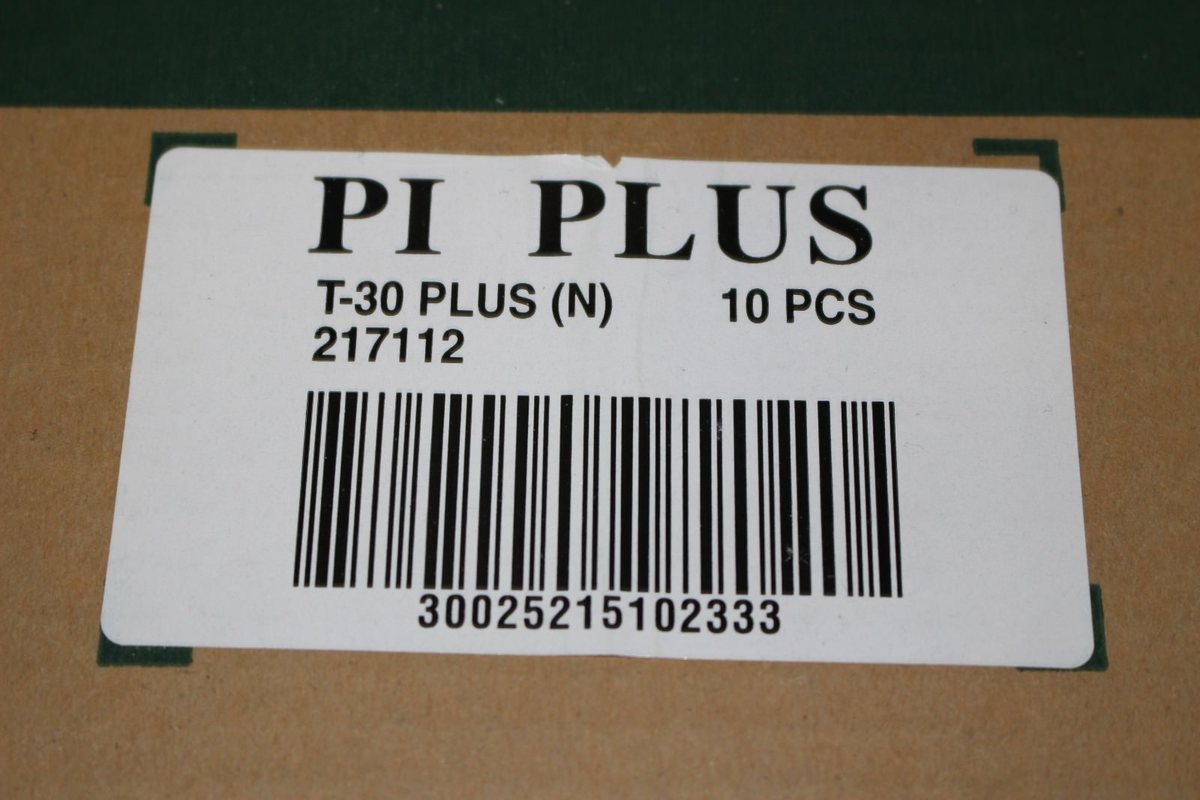 PI PLUS
T-30 PLUS (N) 10 PCS
217112
30025215102333